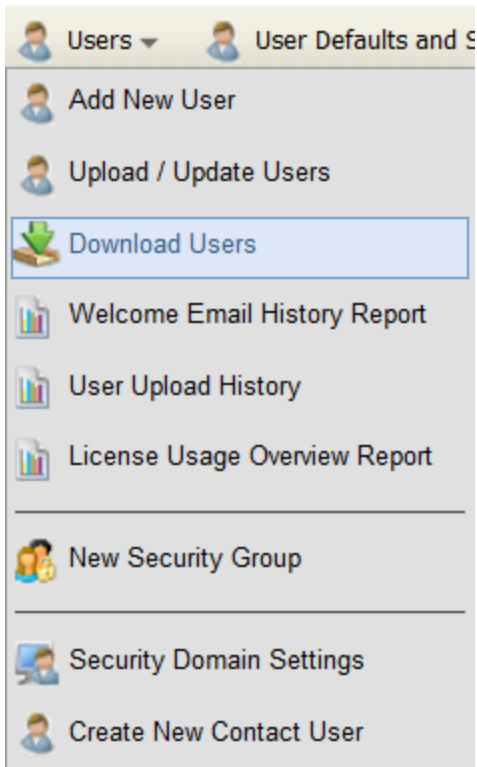 Users User Defaults and S
Add New User
Upload / Update Users
Download Users
Welcome Email History Report
User Upload History
License Usage Overview Report
New Security Group
Security Domain Settings
Create New Contact User